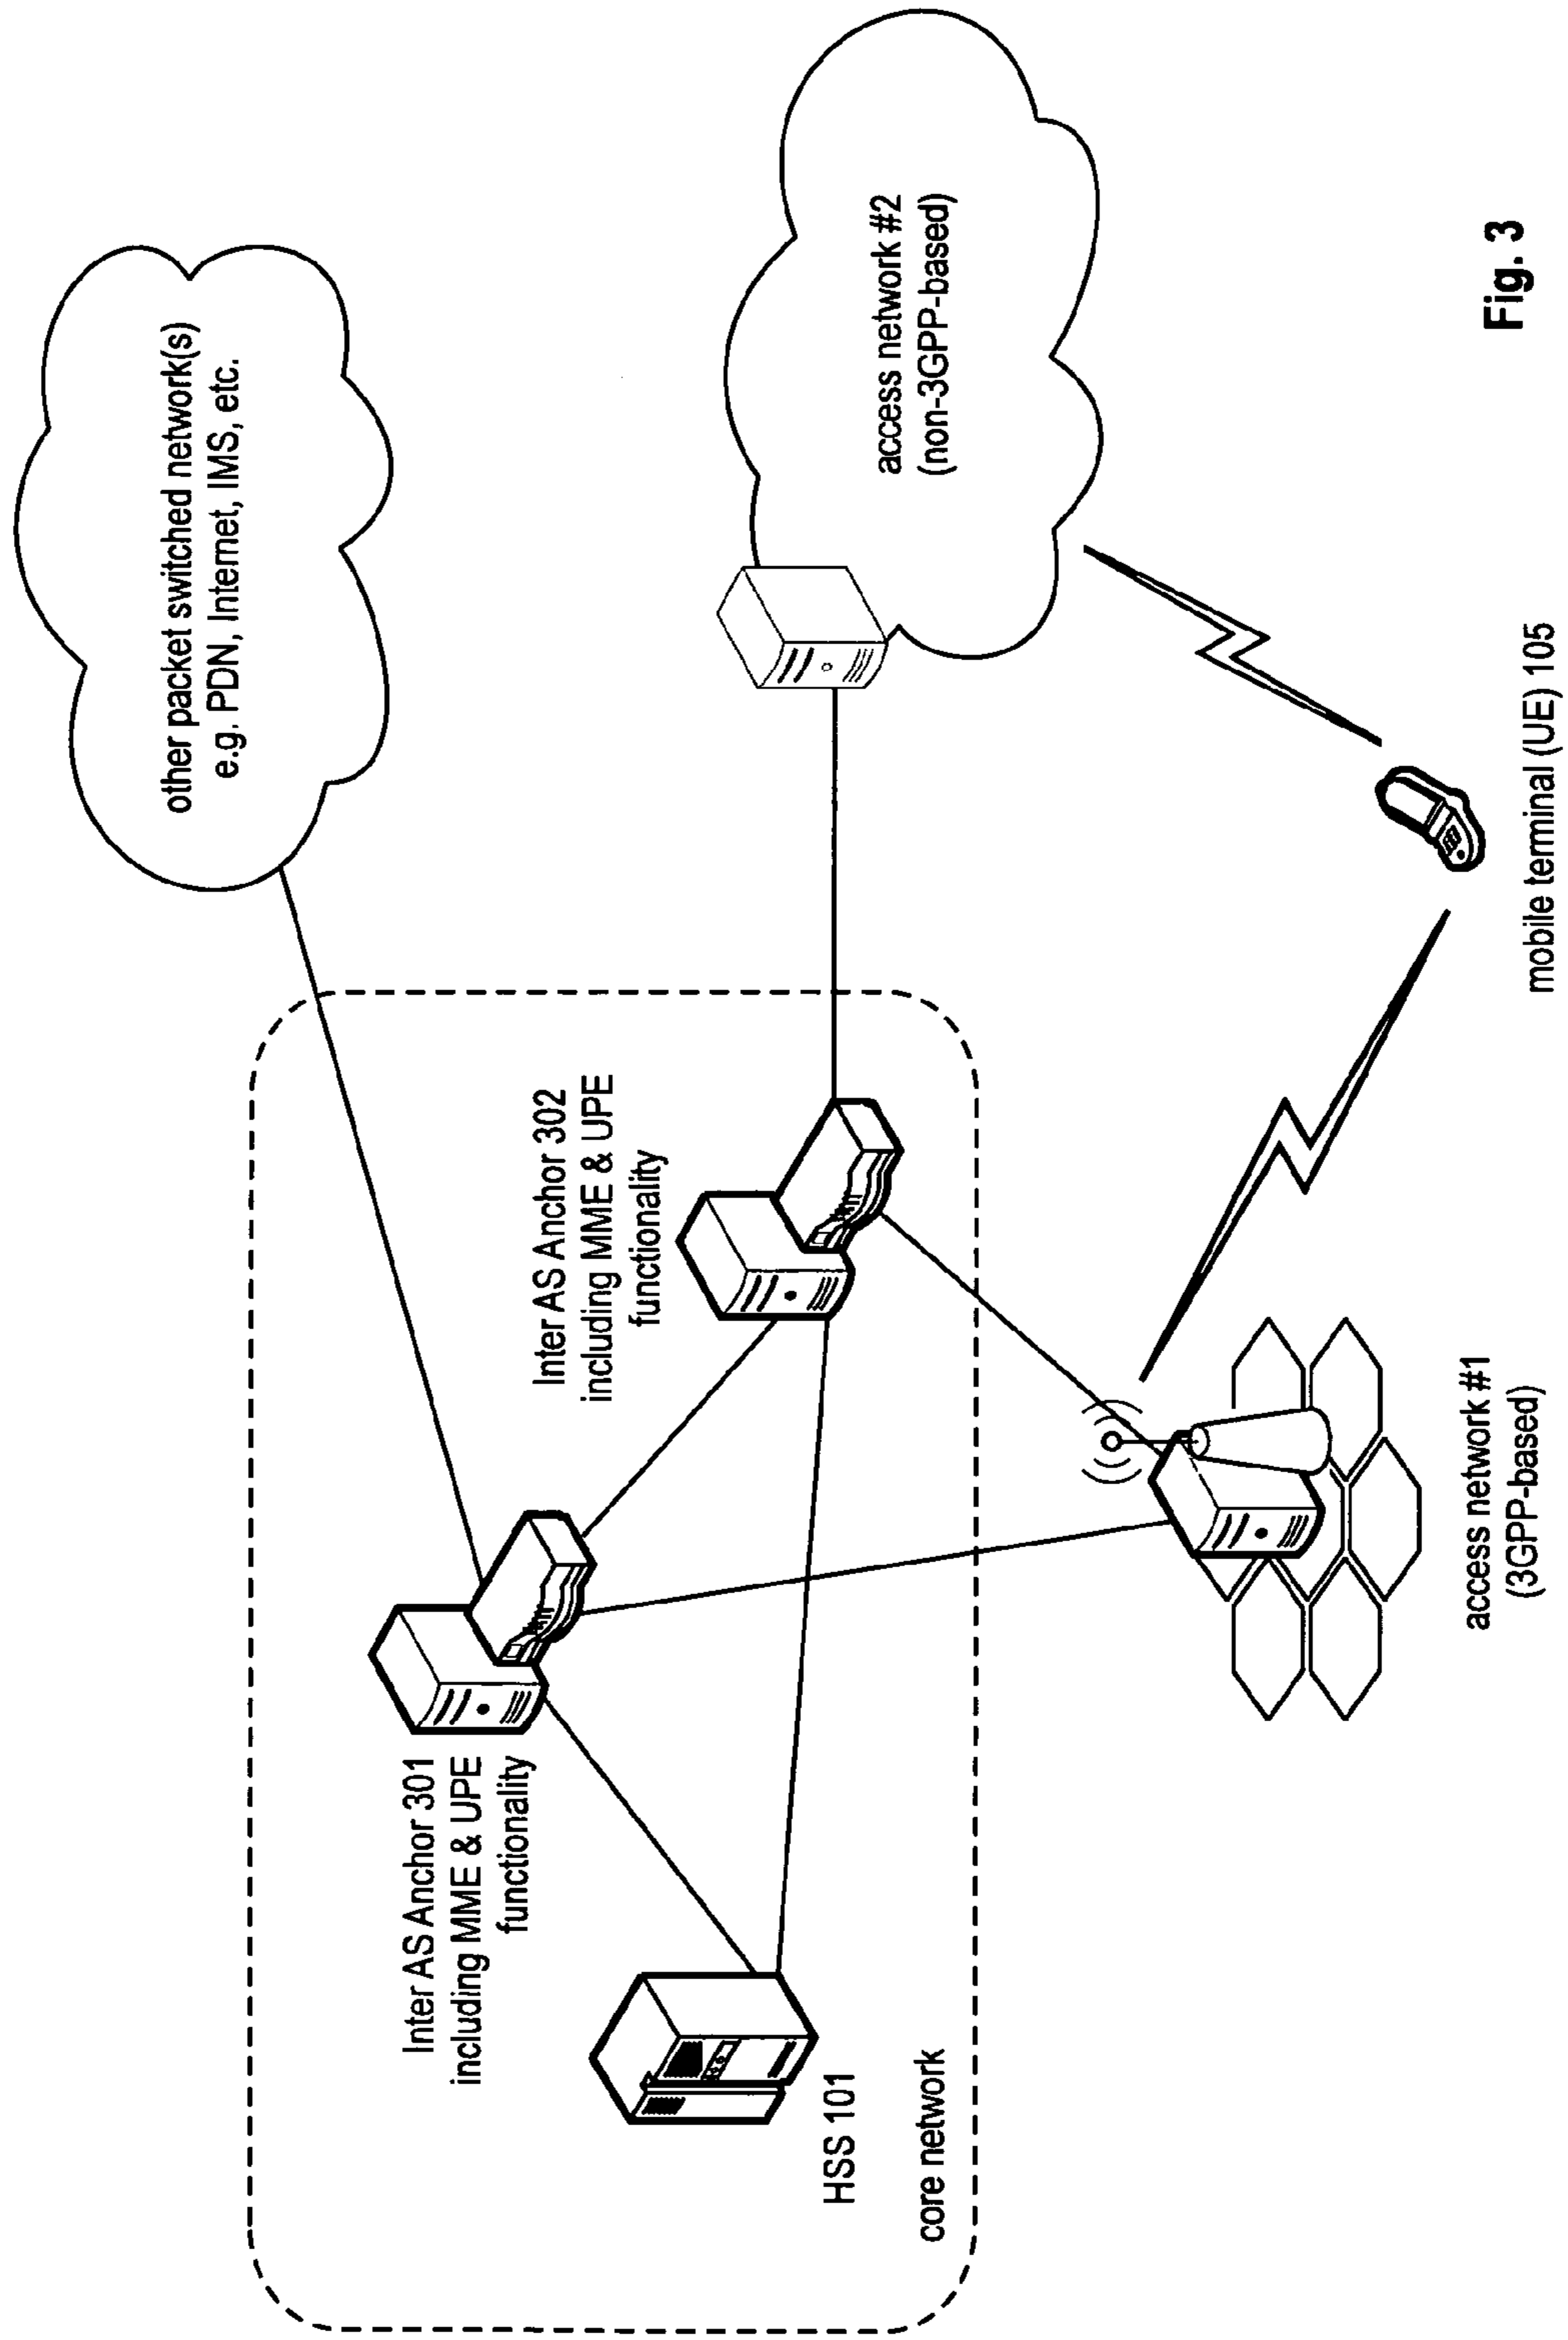 other packet switched network(s)
e.g. PDN, Internet, IMS, etc.
Inter AS Anchor 301
including MME & UPE
functionality
Inter AS Anchor 302
including MME & UPE
functionality
access network #2
(non-3GPP-based)
HSS 101
core network
access network #1
(3GPP-based)
mobile terminal (UE) 105
Fig. 3